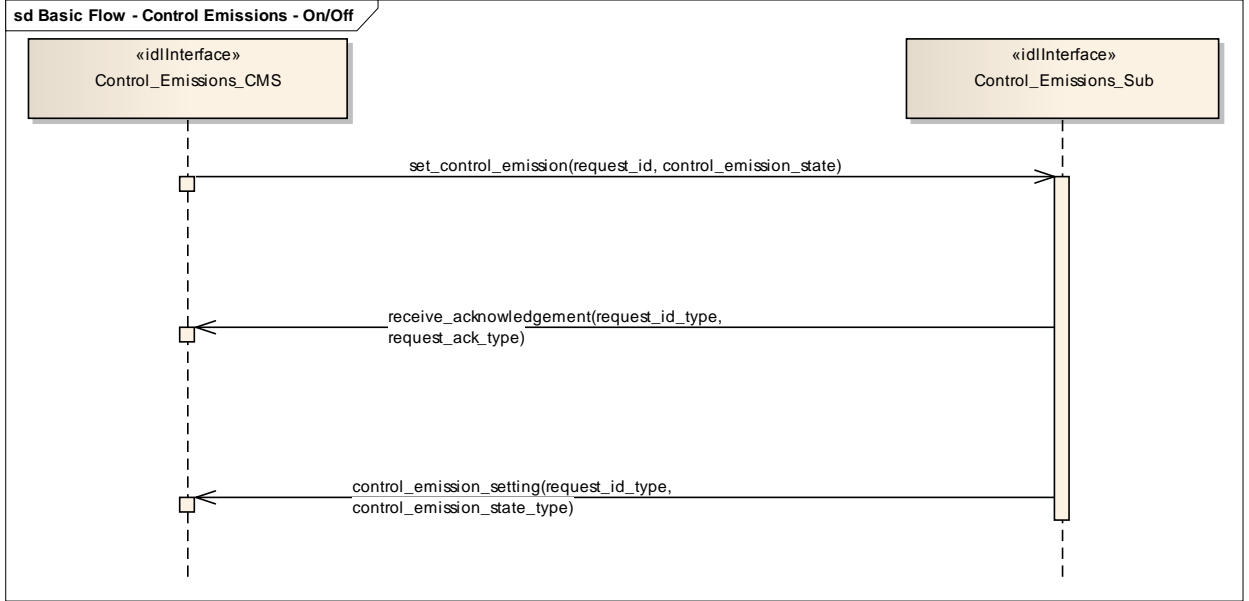 sd Basic Flow - Control Emissions - On/Off
«idlInterface»
Control_Emissions_CMS
«idlInterface»
Control_Emissions_Sub
set_control_emission(request_id, control_emission_state)
receive_acknowledgement(request_id_type,
request_ack_type)
control_emission_setting(request_id_type,
control_emission_state_type)